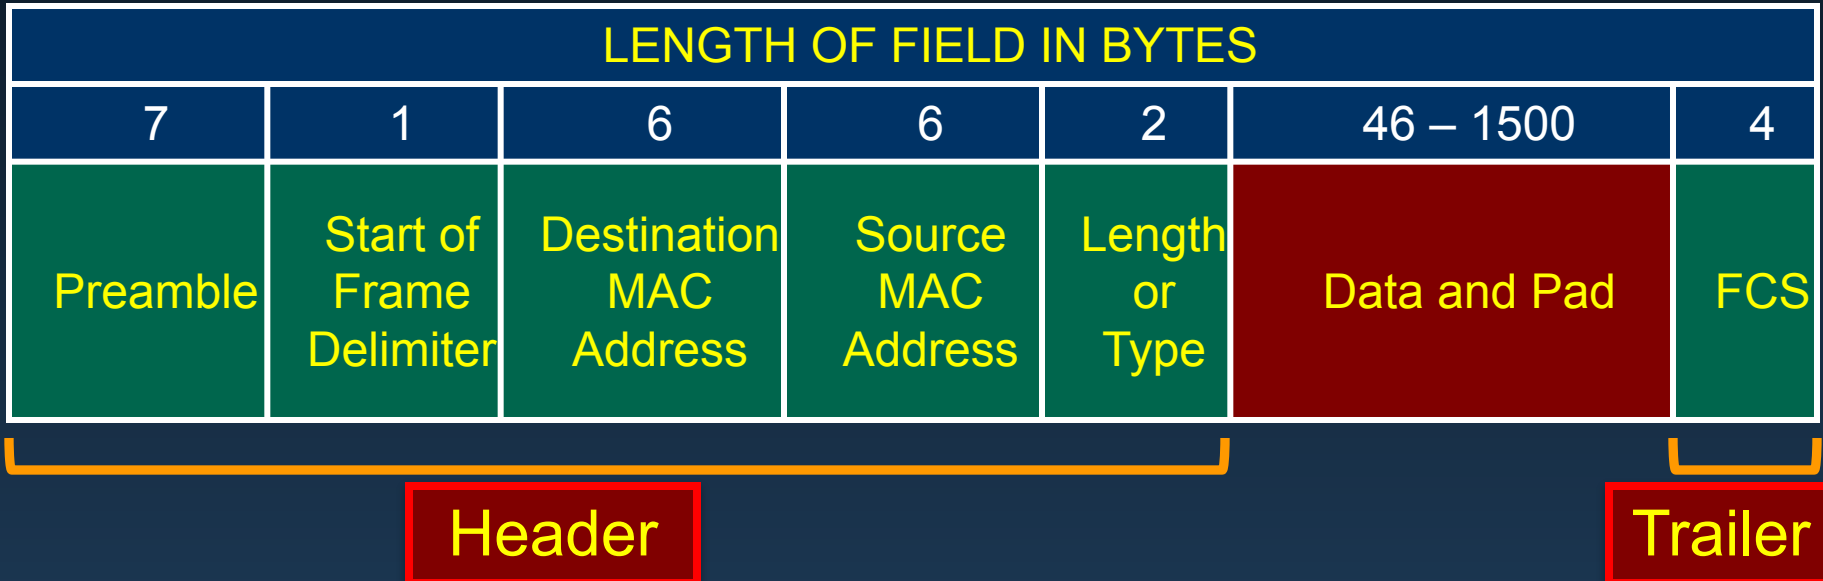 LENGTH OF FIELD IN BYTES
7 1 6 6 2 46 – 1500 4
Preamble
Start of
Frame
Delimiter
Destination
MAC
Address
Source
MAC
Address
Length
or
Type
Data and Pad
FCS
Header
Trailer